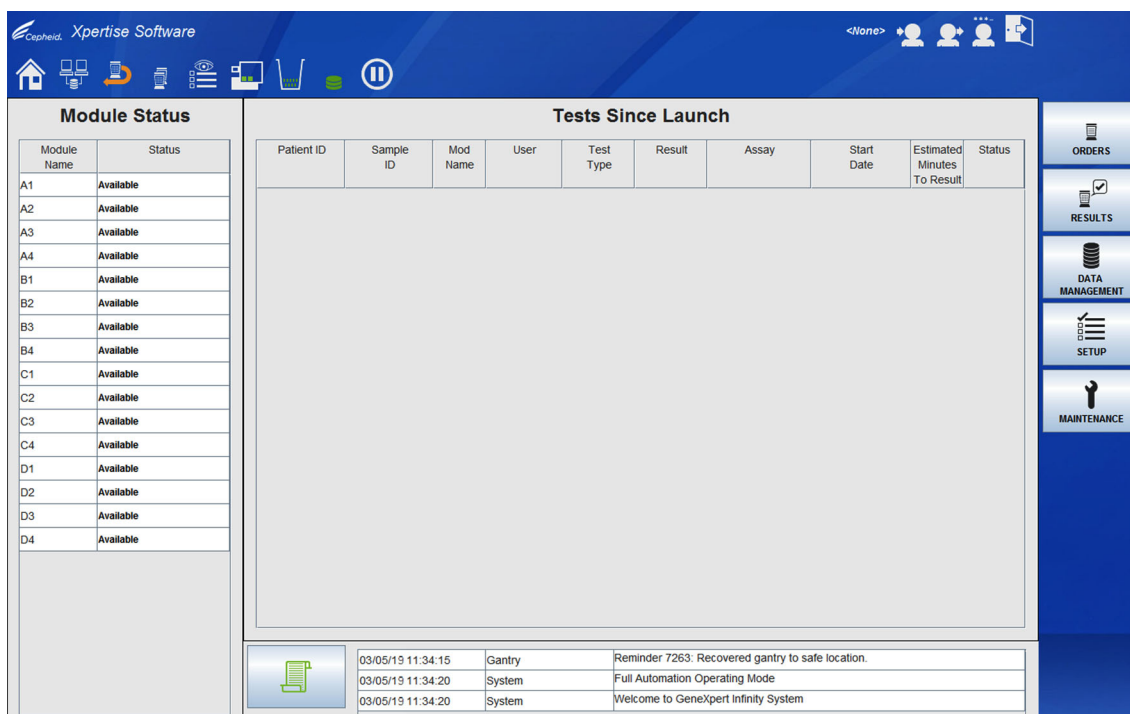 Cepheid. Xpertise Software
<None>
Module Status
Module Name
Status
A1 Available
A2 Available
A3 Available
A4 Available
B1 Available
B2 Available
B3 Available
B4 Available
C1 Available
C2 Available
C3 Available
C4 Available
D1 Available
D2 Available
D3 Available
D4 Available
Tests Since Launch
Patient ID
Sample ID
Mod Name
User
Test Type
Result
Assay
Start Date
Estimated Minutes To Result
Status
03/05/19 11:34:15 Gantry Reminder 7263: Recovered gantry to safe location.
03/05/19 11:34:20 System Full Automation Operating Mode
03/05/19 11:34:20 System Welcome to GeneXpert Infinity System
ORDERS
RESULTS
DATA
MANAGEMENT
SETUP
MAINTENANCE